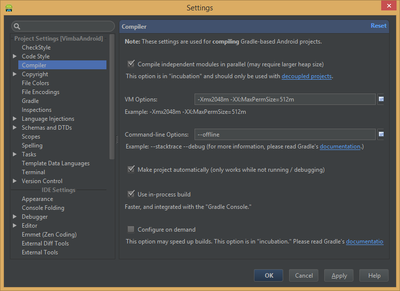 Settings
Project Settings [VimbaAndroid]
CheckStyle
Code Style
Compiler
Copyright
File Colors
File Encodings
Gradle
Inspections
Language Injections
Schemas and DTDs
Scopes
Spelling
Tasks
Template Data Languages
Terminal
Version Control
IDE Settings
Appearance
Console Folding
Debugger
Editor
Emmet (Zen Coding)
External Diff Tools
External Tools
Compiler
Reset
Note: These settings are used for compiling Gradle-based Android projects.
Compile independent modules in parallel (may require larger heap size)
This option is in "incubation" and should only be used with decoupled projects.
VM Options:
-Xmx2048m -XX:MaxPermSize=512m
Example: -Xmx2048m -XX:MaxPermSize=512m
Command-line Options:
--offline
Example: --stacktrace --debug (for more information, please read Gradle's documentation.)
Make project automatically (only works while not running / debugging)
Use in-process build
Faster, and integrated with the "Gradle Console."
Configure on demand
This option may speed up builds. This option is in "incubation." Please read Gradle's documentatio
OK
Cancel
Apply
Help